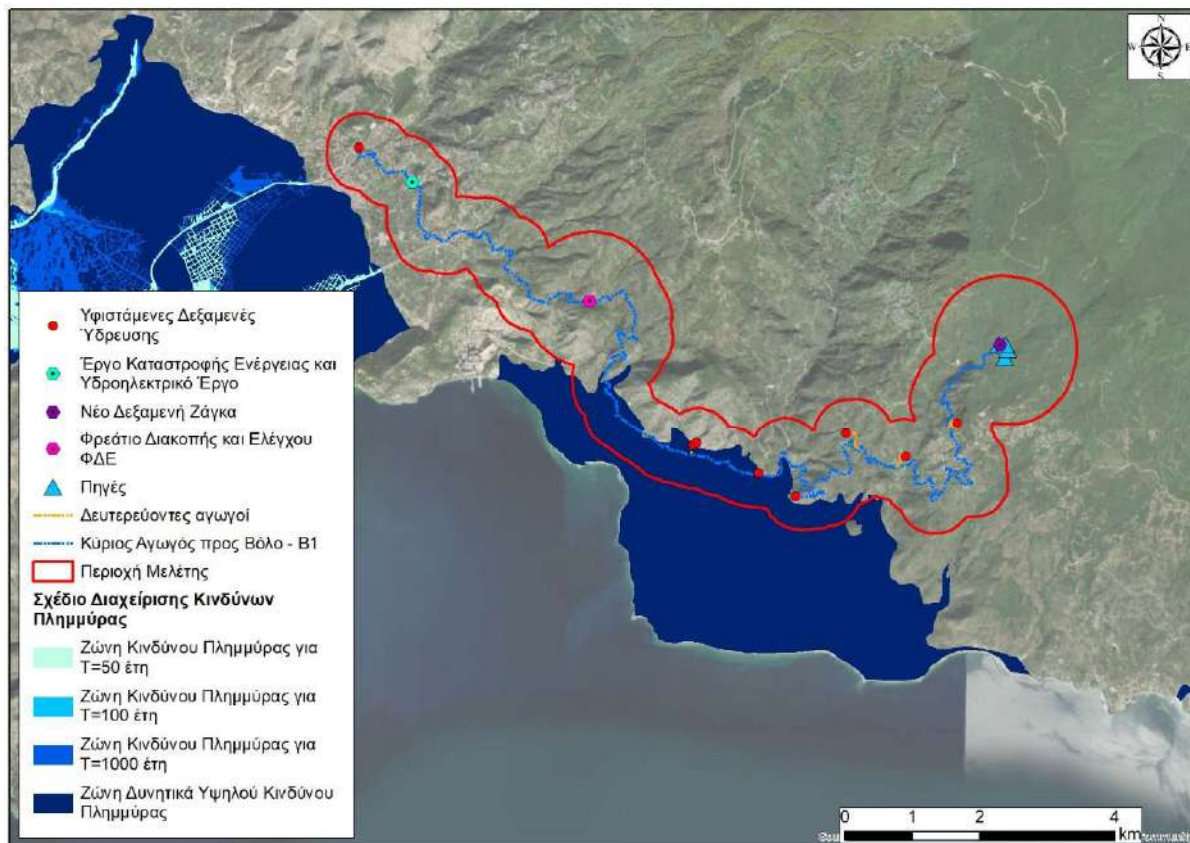 N
W E
S
Υφιστάμενες Δεξαμενές
Ύδρευσης
Έργο Καταστροφής Ενέργειας και
Υδροηλεκτρικό Έργο
Νέο Δεξαμενή Ζάγκα
Φρεάτιο Διακοπής και Ελέγχου
ΦΔΕ
Πηγές
Δευτερεύοντες αγωγοί
Κύριος Αγωγός προς Βόλο - Β1
Περιοχή Μελέτης
Σχέδιο Διαχείρισης Κινδύνων
Πλημμύρας
Ζώνη Κινδύνου Πλημμύρας για
Τ=50 έτη
Ζώνη Κινδύνου Πλημμύρας για
Τ=100 έτη
Ζώνη Κινδύνου Πλημμύρας για
Τ=1000 έτη
Ζώνη Δυνητικά Υψηλού Κινδύνου
Πλημμύρας
0 1 2 4
km